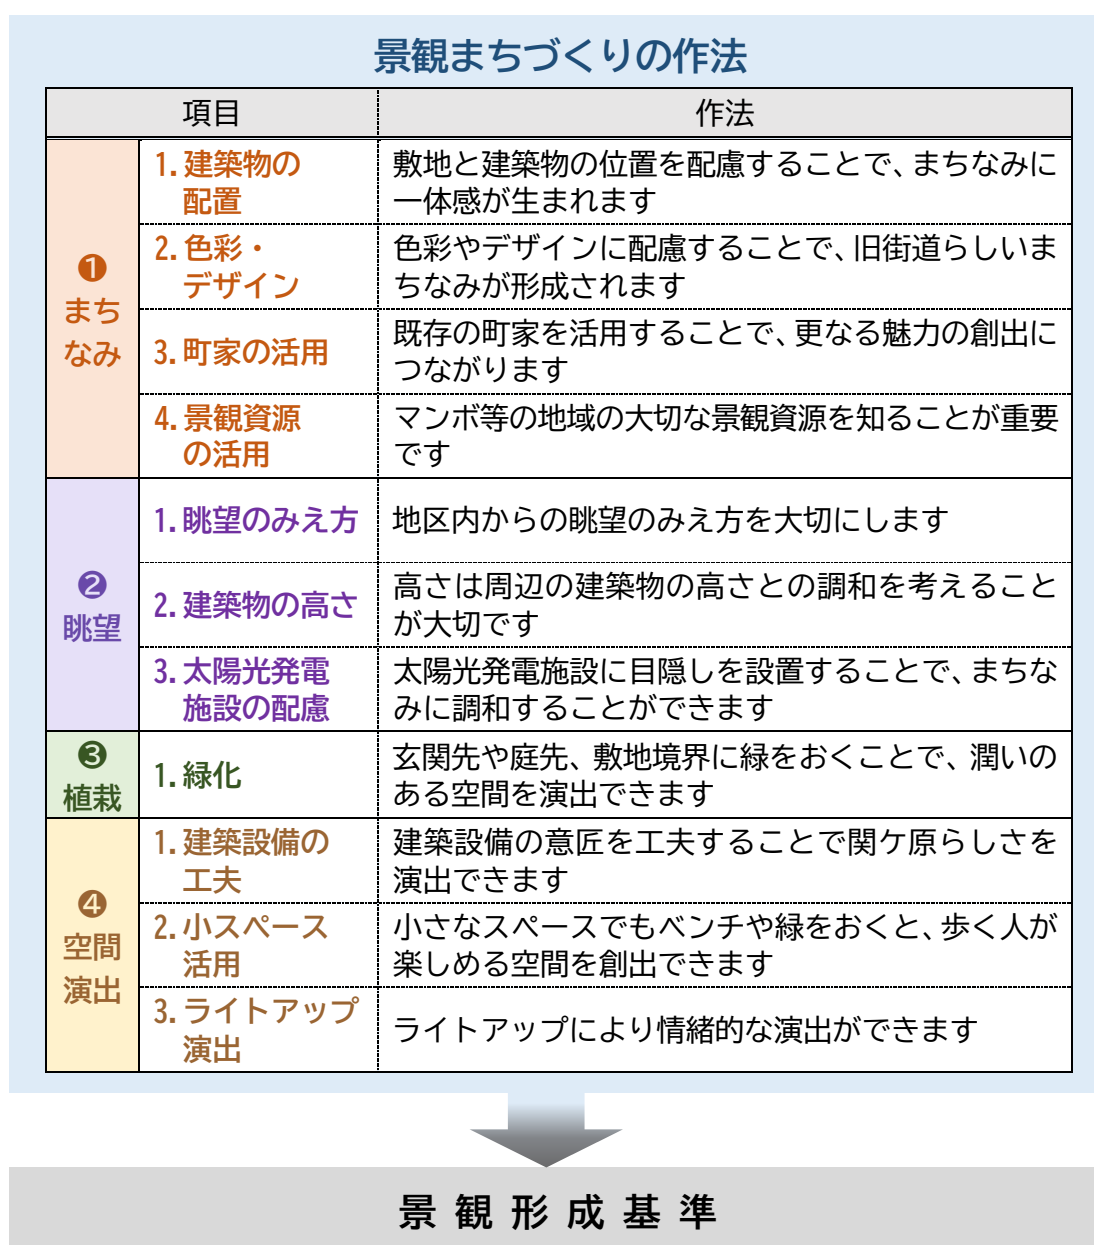 景観まちづくりの作法
項目
作法
❶
まち
なみ
1.建築物の
配置
敷地と建築物の位置を配慮することで、まちなみに
一体感が生まれます
2.色彩・
デザイン
色彩やデザインに配慮することで、旧街道らしいま
ちなみが形成されます
3.町家の活用
既存の町家を活用することで、更なる魅力の創出に
つながります
4.景観資源
の活用
マンボ等の地域の大切な景観資源を知ることが重要
です
❷
眺望
1.眺望のみえ方
地区内からの眺望のみえ方を大切にします
2.建築物の高さ
高さは周辺の建築物の高さとの調和を考えること
が大切です
3.太陽光発電
施設の配慮
太陽光発電施設に目隠しを設置することで、まちな
みに調和することができます
❸
植栽
1.緑化
玄関先や庭先、敷地境界に緑をおくことで、潤いの
ある空間を演出できます
❹
空間
演出
1.建築設備の
工夫
建築設備の意匠を工夫することで関ケ原らしさを
演出できます
2.小スペース
活用
小さなスペースでもベンチや緑をおくと、歩く人が
楽しめる空間を創出できます
3.ライトアップ
演出
ライトアップにより情緒的な演出ができます
景観形成基準